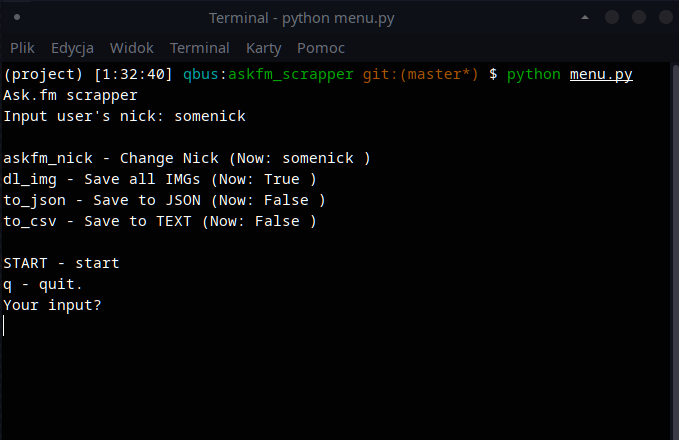 Terminal - python menu.py
Plik Edycja Widok Terminal Karty Pomoc
(project) [1:32:40] qbus:askfm_scrapper git:(master*) $ python menu.py
Ask.fm scrapper
Input user's nick: somenick
askfm_nick - Change Nick (Now: somenick )
dl_img - Save all IMGs (Now: True )
to_json - Save to JSON (Now: False )
to_csv - Save to TEXT (Now: False )
START - start
q - quit.
Your input?